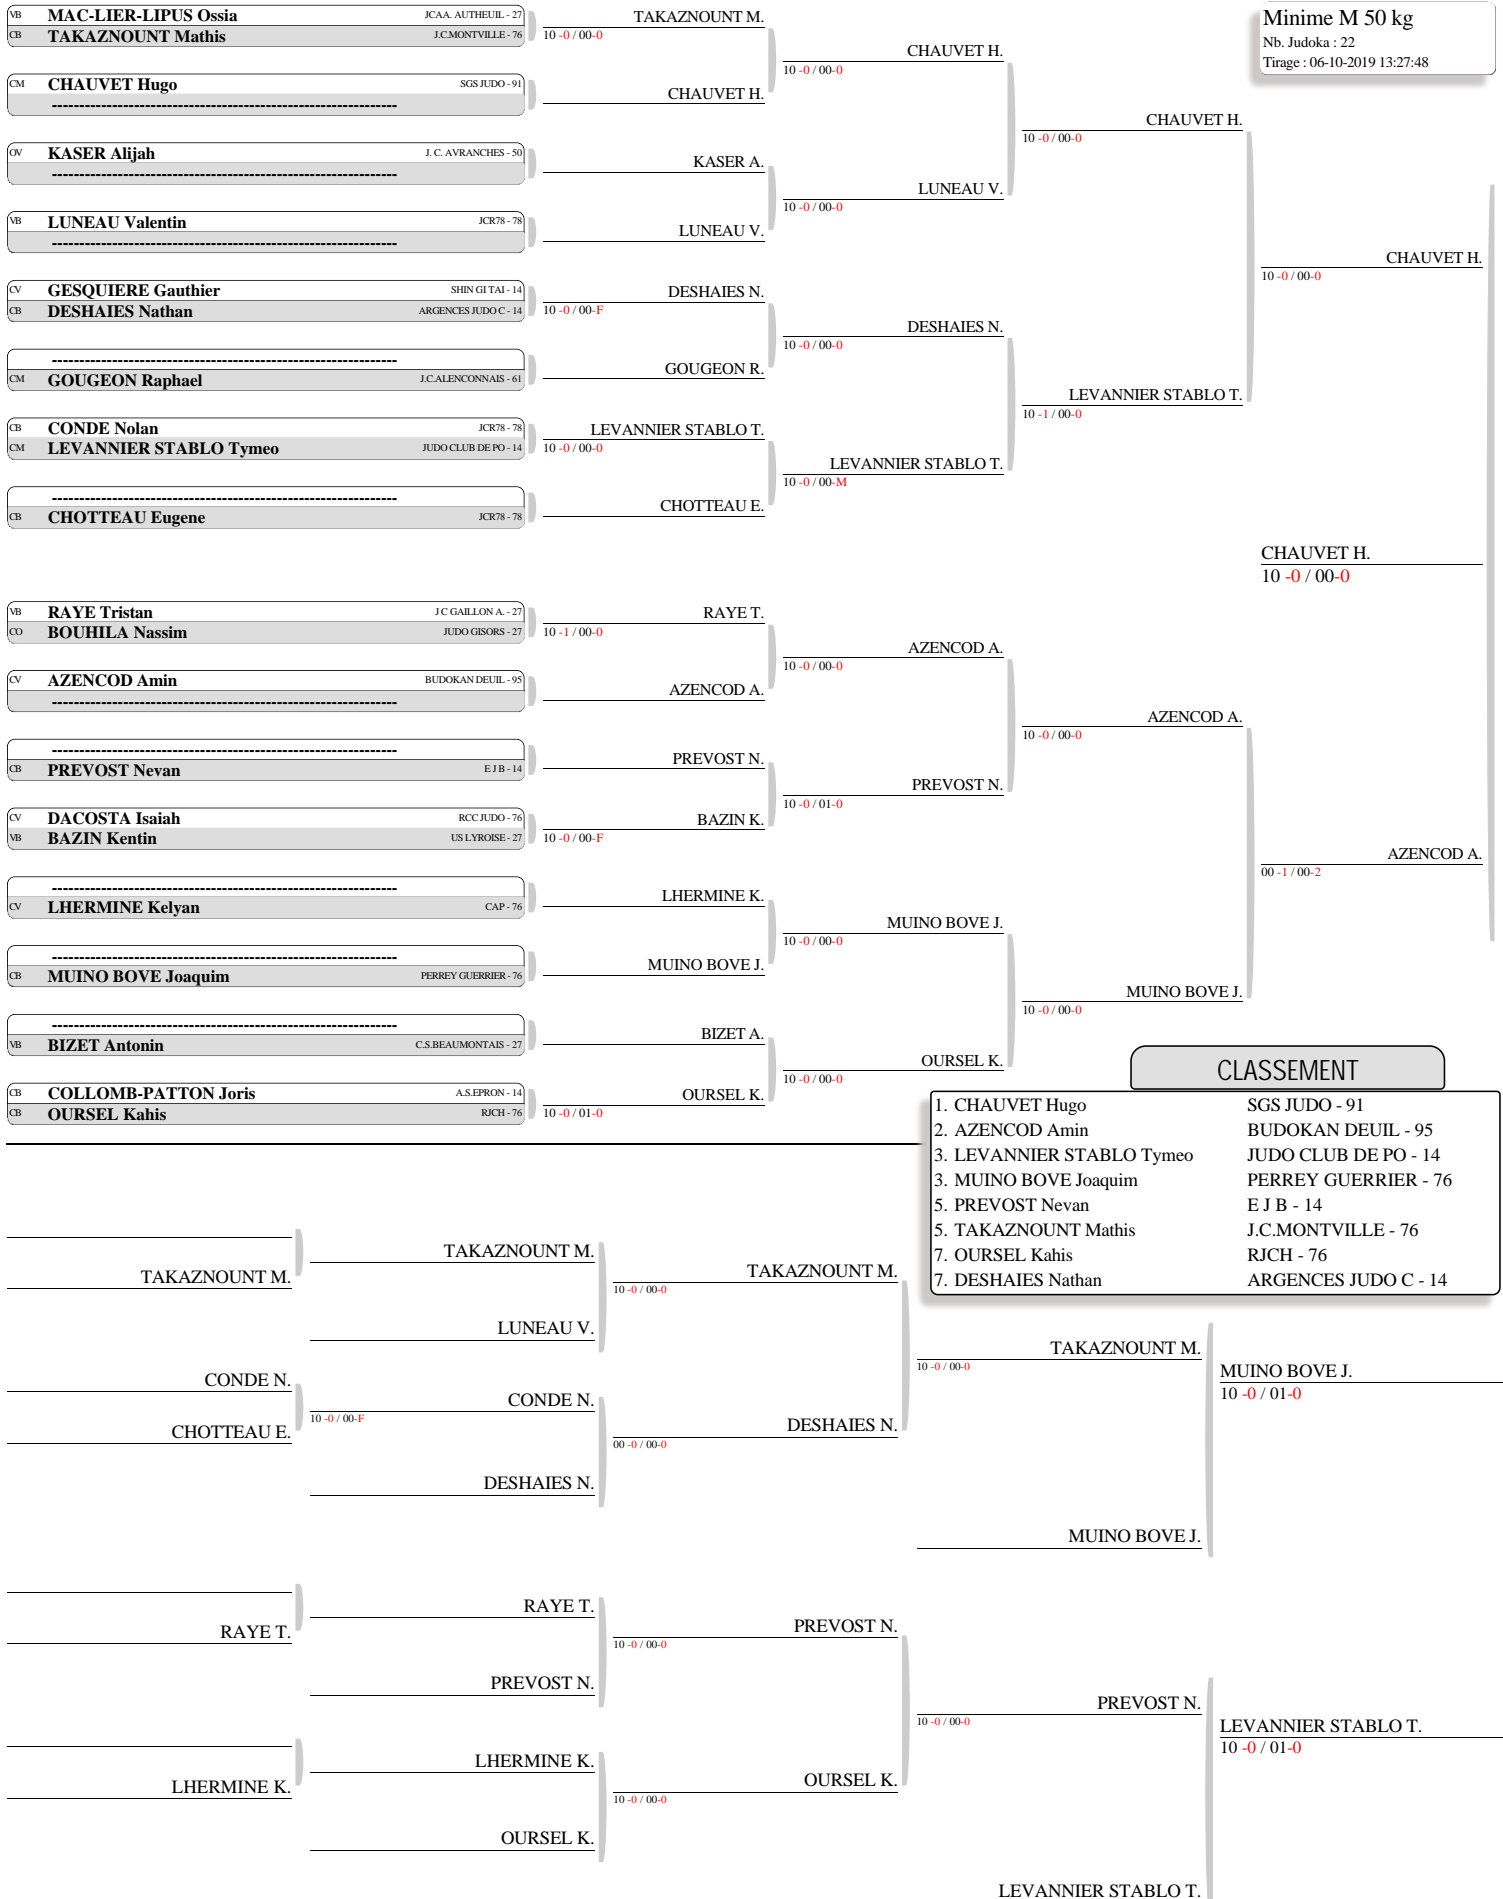 Minime M 50 kg
Nb. Judoka : 22
Tirage : 06-10-2019 13:27:48
VB MAC-LIER-LIPUS Ossia JCAA. AUTHEUIL - 27
CB TAKAZNOUNT Mathis J.C.MONTVILLE - 76
CM CHAUVET Hugo SGS JUDO - 91
----------------------------------------------------------------
OV KASER Alijah J. C. AVRANCHES - 50
----------------------------------------------------------------
VB LUNEAU Valentin JCR78 - 78
----------------------------------------------------------------
CV GESQUIERE Gauthier SHIN GI TAI - 14
CB DESHAIES Nathan ARGENCES JUDO C - 14
----------------------------------------------------------------
CM GOUGEON Raphael J.C.ALENCONNAIS - 61
CB CONDE Nolan JCR78 - 78
CM LEVANNIER STABLO Tymeo JUDO CLUB DE PO - 14
----------------------------------------------------------------
CB CHOTTEAU Eugene JCR78 - 78
VB RAYE Tristan J C GAILLON A. - 27
CO BOUHILA Nassim JUDO GISORS - 27
CV AZENCOD Amin BUDOKAN DEUIL - 95
----------------------------------------------------------------
----------------------------------------------------------------
CB PREVOST Nevan E J B - 14
CV DACOSTA Isaiah RCC JUDO - 76
VB BAZIN Kentin US LYROISE - 27
----------------------------------------------------------------
CV LHERMINE Kelyan CAP - 76
----------------------------------------------------------------
CB MUINO BOVE Joaquim PERREY GUERRIER - 76
----------------------------------------------------------------
VB BIZET Antonin C.S.BEAUMONTAIS - 27
CB COLLOMB-PATTON Joris A.S.EPRON - 14
CB OURSEL Kahis RJCH - 76
TAKAZNOUNT M.
10 -0 / 00-0
CHAUVET H.
KASER A.
LUNEAU V.
DESHAIES N.
10 -0 / 00-F
GOUGEON R.
LEVANNIER STABLO T.
10 -0 / 00-0
CHOTTEAU E.
RAYE T.
10 -1 / 00-0
AZENCOD A.
PREVOST N.
BAZIN K.
10 -0 / 00-F
LHERMINE K.
MUINO BOVE J.
BIZET A.
OURSEL K.
10 -0 / 01-0
CHAUVET H.
10 -0 / 00-0
LUNEAU V.
10 -0 / 00-0
DESHAIES N.
10 -0 / 00-0
LEVANNIER STABLO T.
10 -0 / 00-M
AZENCOD A.
10 -0 / 00-0
PREVOST N.
10 -0 / 01-0
MUINO BOVE J.
10 -0 / 00-0
OURSEL K.
10 -0 / 00-0
CHAUVET H.
10 -0 / 00-0
LEVANNIER STABLO T.
10 -1 / 00-0
AZENCOD A.
10 -0 / 00-0
MUINO BOVE J.
10 -0 / 00-0
CHAUVET H.
10 -0 / 00-0
AZENCOD A.
00 -1 / 00-2
CHAUVET H.
10 -0 / 00-0
CLASSEMENT
1. CHAUVET Hugo SGS JUDO - 91
2. AZENCOD Amin BUDOKAN DEUIL - 95
3. LEVANNIER STABLO Tymeo JUDO CLUB DE PO - 14
3. MUINO BOVE Joaquim PERREY GUERRIER - 76
5. PREVOST Nevan E J B - 14
5. TAKAZNOUNT Mathis J.C.MONTVILLE - 76
7. OURSEL Kahis RJCH - 76
7. DESHAIES Nathan ARGENCES JUDO C - 14
TAKAZNOUNT M.
CONDE N.
CHOTTEAU E.
TAKAZNOUNT M.
LUNEAU V.
CONDE N.
10 -0 / 00-F
DESHAIES N.
TAKAZNOUNT M.
10 -0 / 00-0
DESHAIES N.
00 -0 / 00-0
TAKAZNOUNT M.
10 -0 / 00-0
MUINO BOVE J.
MUINO BOVE J.
10 -0 / 01-0
RAYE T.
LHERMINE K.
RAYE T.
PREVOST N.
LHERMINE K.
OURSEL K.
PREVOST N.
10 -0 / 00-0
OURSEL K.
10 -0 / 00-0
PREVOST N.
10 -0 / 00-0
LEVANNIER STABLO T.
LEVANNIER STABLO T.
10 -0 / 01-0